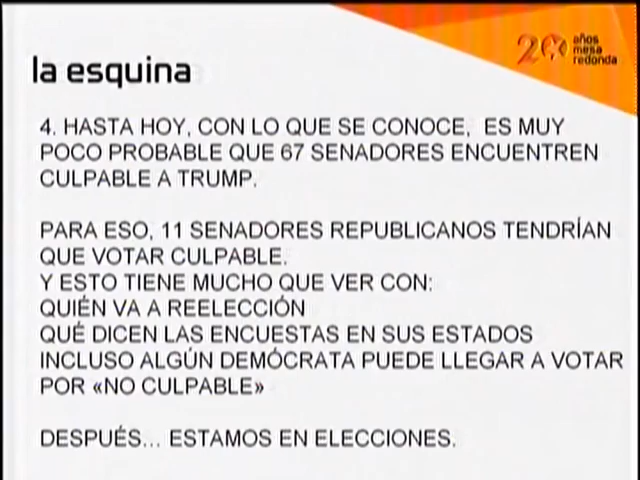 20 años
mesa
redonda
la esquina
4. HASTA HOY, CON LO QUE SE CONOCE, ES MUY
POCO PROBABLE QUE 67 SENADORES ENCUENTREN
CULPABLE A TRUMP.
PARA ESO, 11 SENADORES REPUBLICANOS TENDRÍAN
QUE VOTAR CULPABLE.
Y ESTO TIENE MUCHO QUE VER CON:
QUIÉN VA A REELECCIÓN
QUÉ DICEN LAS ENCUESTAS EN SUS ESTADOS
INCLUSO ALGÚN DEMÓCRATA PUEDE LLEGAR A VOTAR
POR «NO CULPABLE»
DESPUÉS... ESTAMOS EN ELECCIONES.